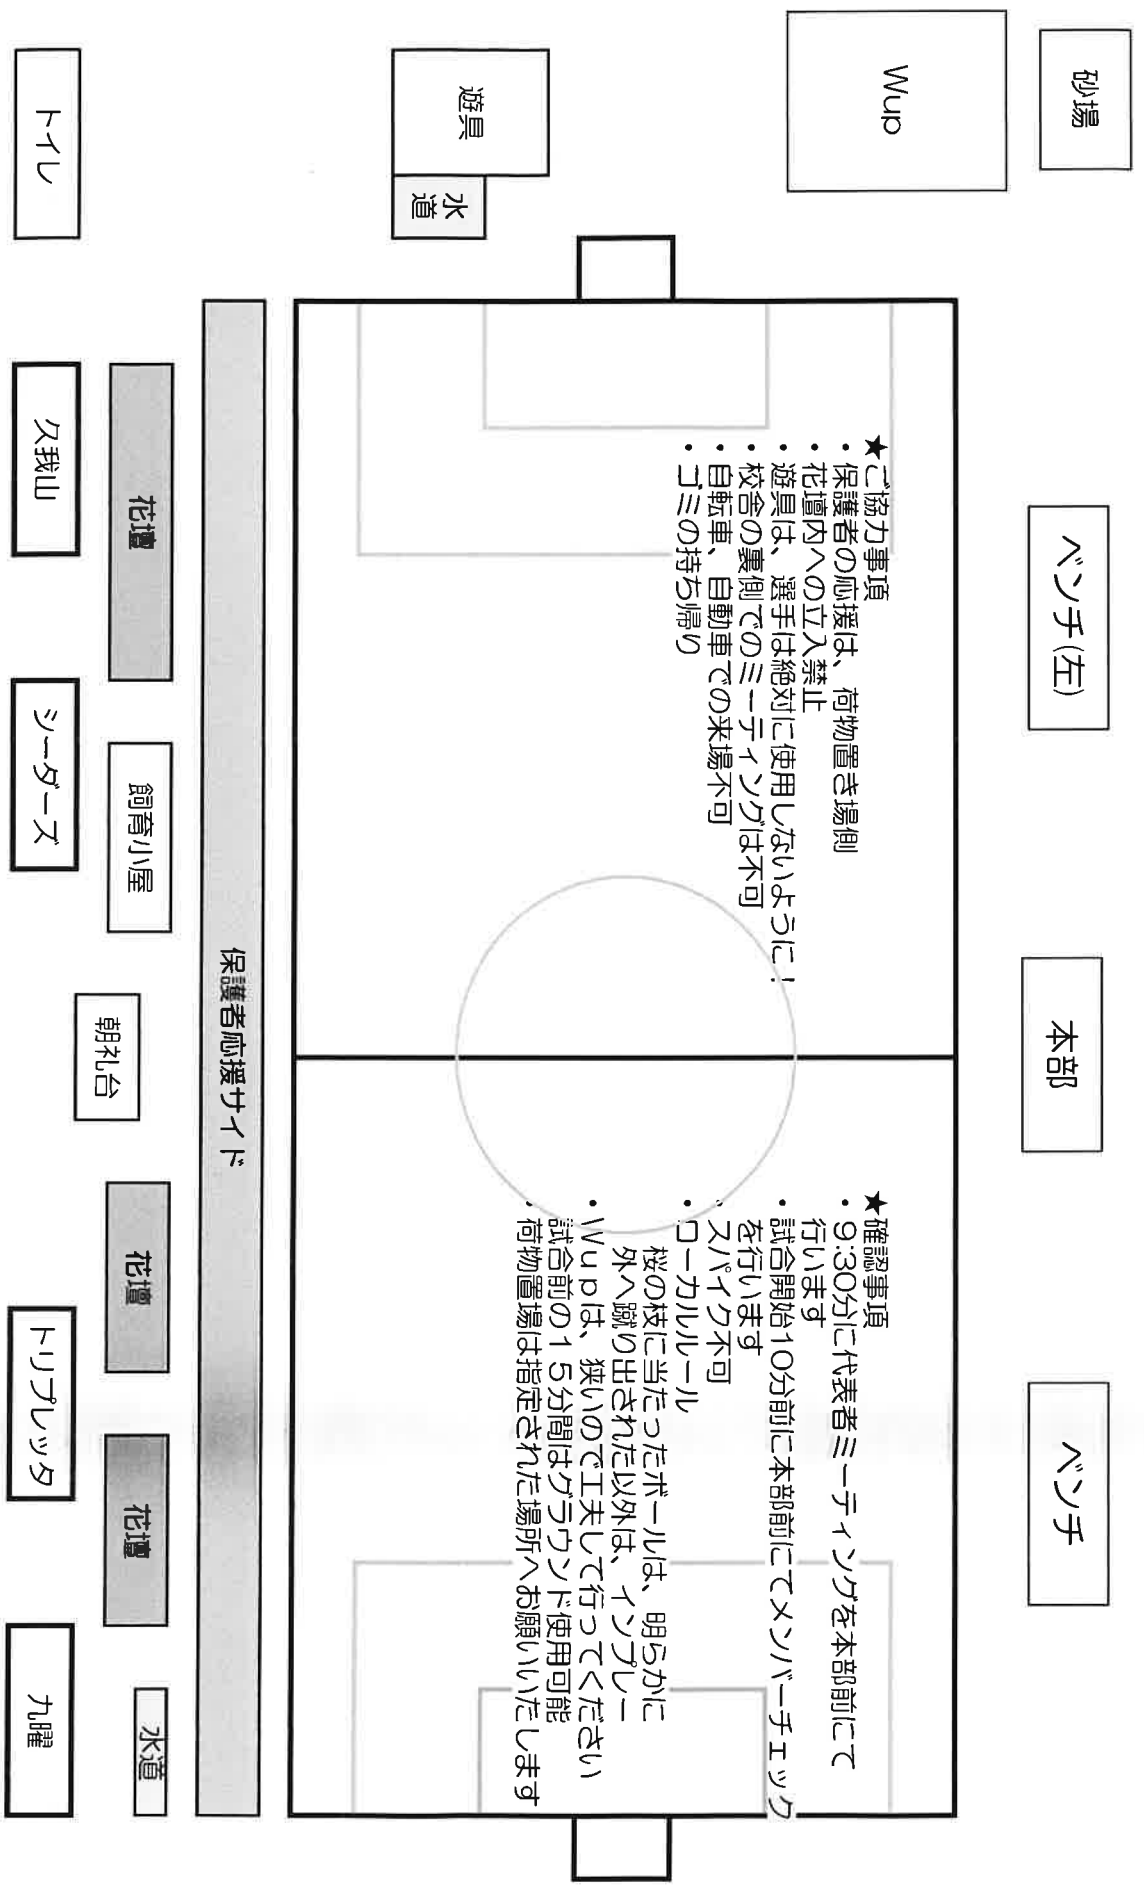 砂場
Wup
遊具
水
道
トイレ
ベンチ(左)
本部
ベンチ
★ご協力事項
・保護者の応援は、荷物置き場側
・花壇内への立入禁止
・遊具は、選手は絶対に使用しないように!
・校舎の裏側でのミーティングは不可
・自転車、自動車での来場不可
・ゴミの持ち帰り
★確認事項
・9:30分に代表者ミーティングを本部前にて
行います
・試合開始10分前に本部前にてメンバーチェック
を行います
・スパイク不可
・ローカルルール
桜の枝に当たったボールは、明らかに
外へ蹴り出された以外は、インプレー
・Wupは、狭いので工夫して行ってください
試合前の15分間はグラウンド使用可能
・荷物置場は指定された場所へお願いいたします
保護者応援サイド
花壇
飼育小屋
朝礼台
花壇
花壇
水道
久我山
シーダーズ
トリプレッタ
九曜